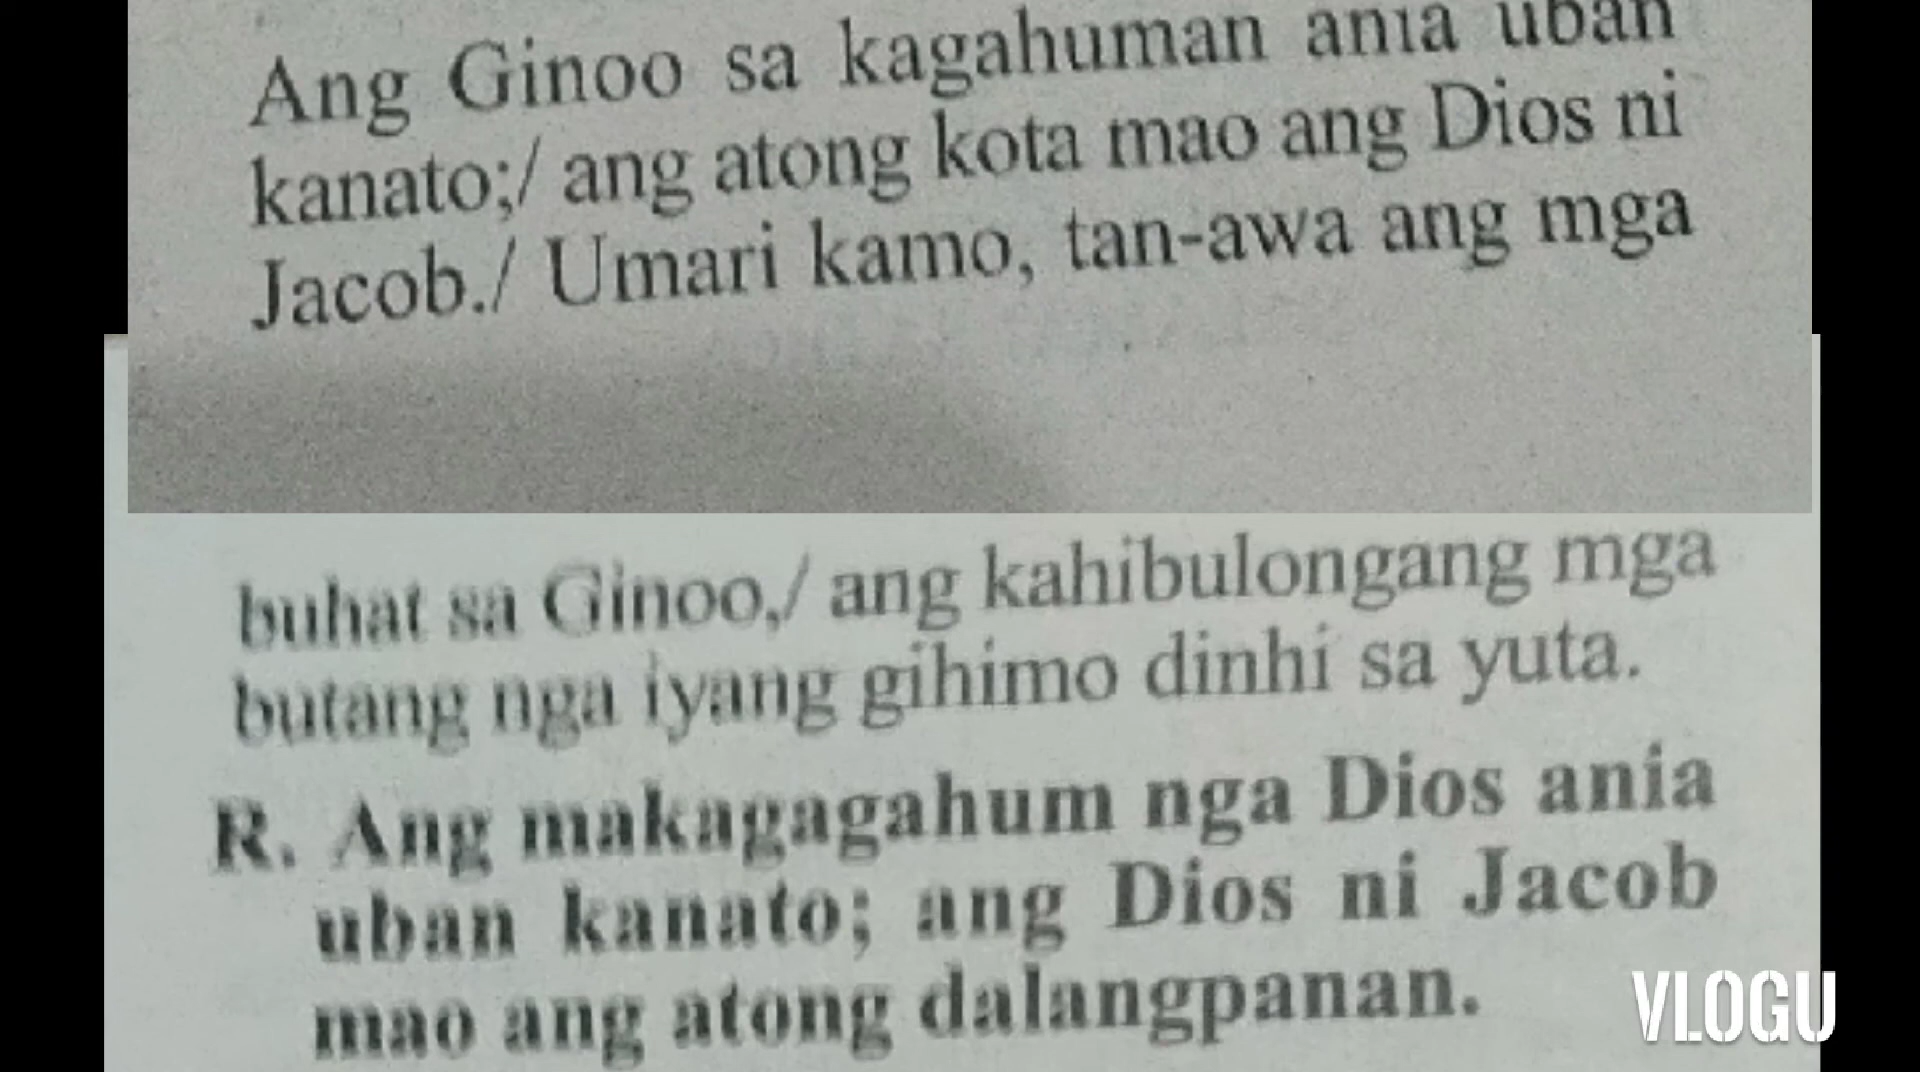 Ang Ginoo sa kagahuman ania uban
kanato;/ ang atong kota mao ang Dios ni
Jacob./ Umari kamo, tan-awa ang mga
buhat sa Ginoo,/ ang kahibulongang mga
butang nga iyang gihimo dinhi sa yuta.
R. Ang makagagahum nga Dios ania
uban kanato; ang Dios ni Jacob
mao ang atong dalangpanan.
VLOGU